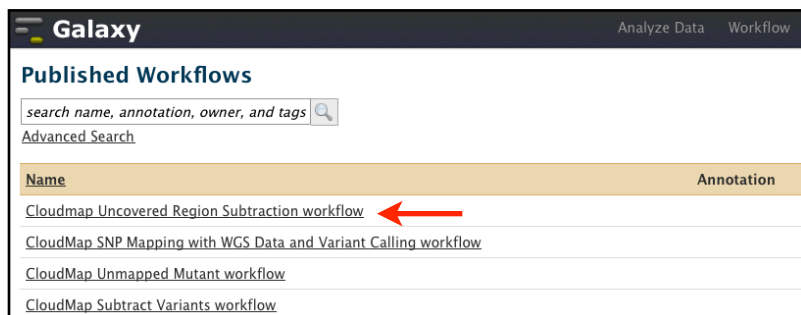 Galaxy Analyze Data Workflow
Published Workflows
search name, annotation, owner, and tags
Advanced Search
Name Annotation
Cloudmap Uncovered Region Subtraction workflow
CloudMap SNP Mapping with WGS Data and Variant Calling workflow
CloudMap Unmapped Mutant workflow
CloudMap Subtract Variants workflow